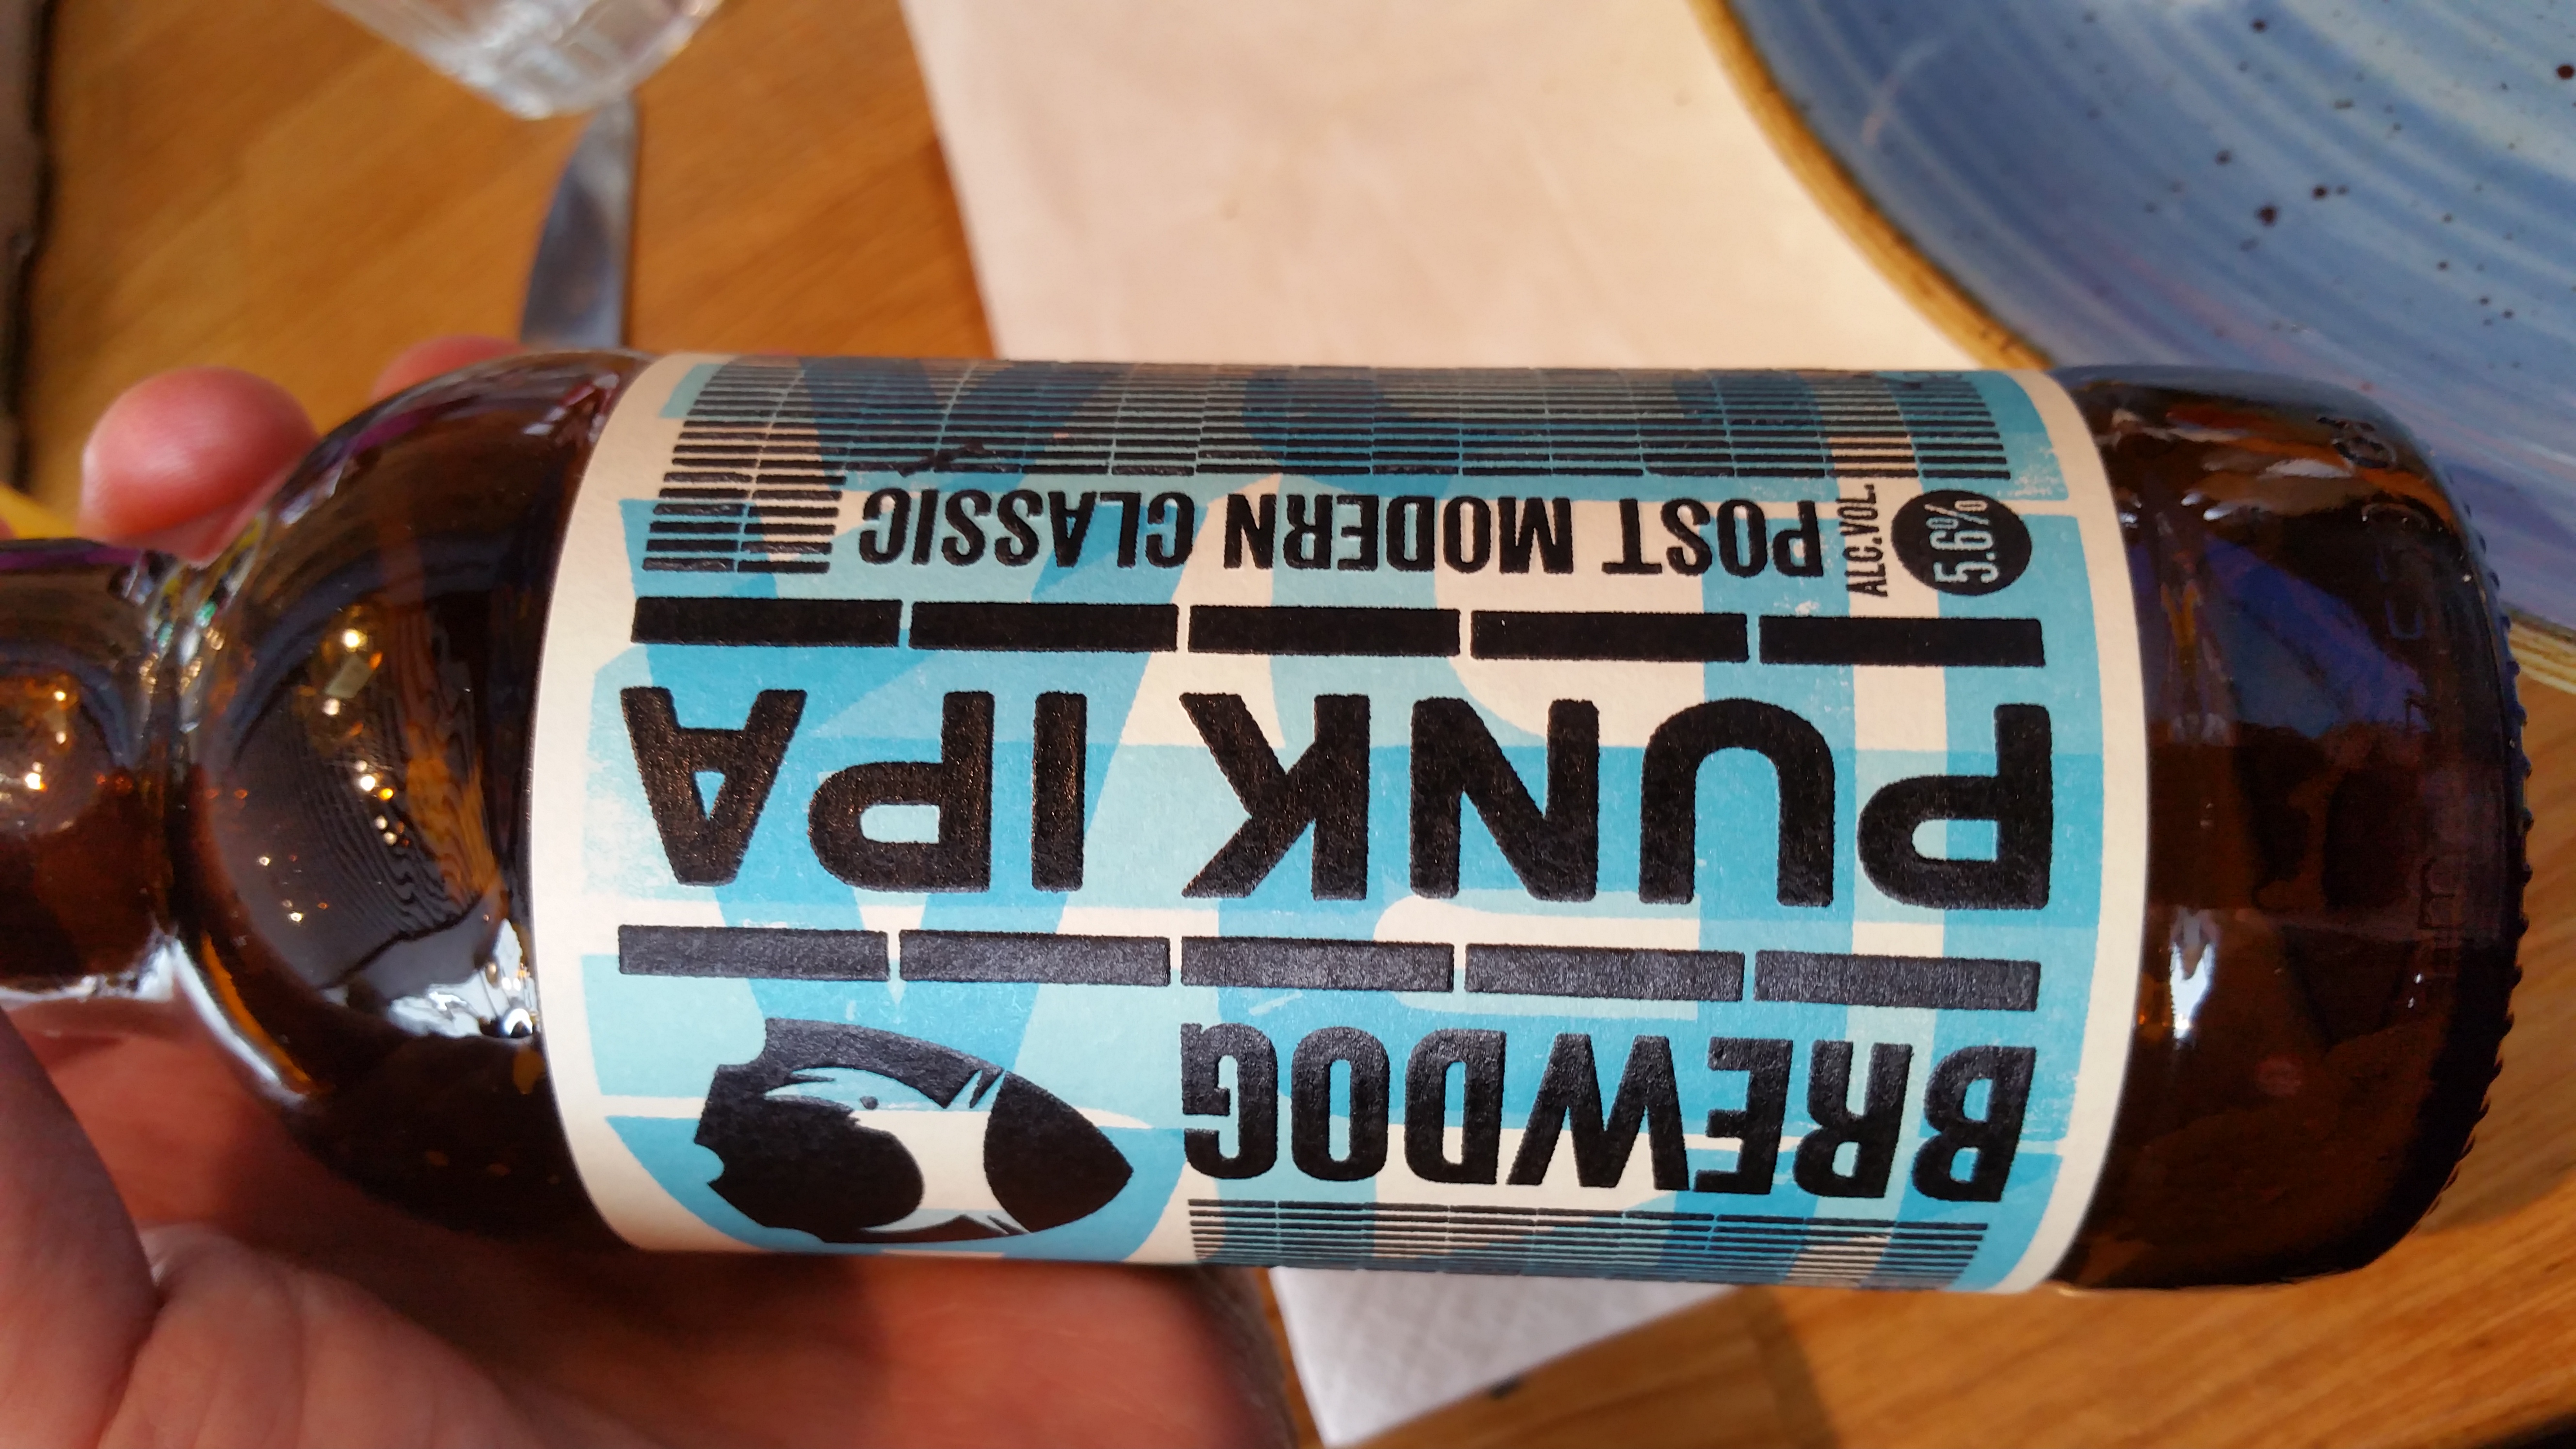 BREWDOG
PUNK IPA
POST MODERN CLASSIC
5.6%
ALC.VOL.